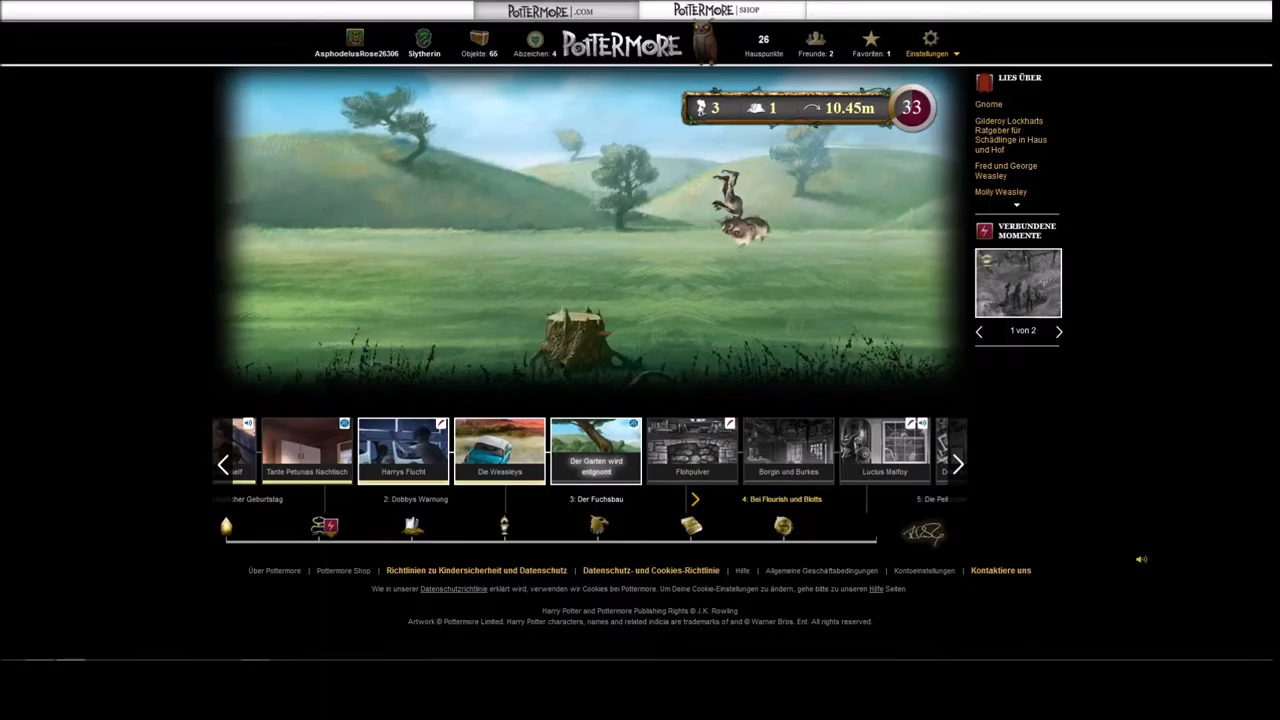 POTTERMORE|.COM
POTTERMORE|SHOP
AsphodelusRose26306
Slytherin
Objekte: 65
Abzeichen: 4
POTTERMORE
26
Hauspunkte
Freunde: 2
Favoriten: 1
Einstellungen
3
1
10.45m
33
LIES ÜBER
Gnome
Gilderoy Lockharts
Ratgeber für
Schädlinge in Haus
und Hof
Fred und George
Weasley
Molly Weasley
VERBUNDENE
MOMENTE
1 von 2
Tante Petunias Nachtisch
Harrys Flucht
Die Weasleys
Der Garten wird
entgnomt
Flohpulver
Borgin und Burkes
Lucius Malfoy
licher Geburtstag
2: Dobbys Warnung
3: Der Fuchsbau
4: Bei Flourish und Blotts
5: Die Peit
Über Pottermore | Pottermore Shop | Richtlinien zu Kindersicherheit und Datenschutz | Datenschutz- und Cookies-Richtlinie | Hilfe | Allgemeine Geschäftsbedingungen | Kontoeinstellungen | Kontaktiere uns
Wie in unserer Datenschutzrichtlinie erklärt wird, verwenden wir Cookies bei Pottermore. Um Deine Cookie-Einstellungen zu ändern, gehe bitte zu unseren Hilfe Seiten.
Harry Potter and Pottermore Publishing Rights © J.K. Rowling
Artwork © Pottermore Limited. Harry Potter characters, names and related indicia are trademarks of and © Warner Bros. Ent. All rights reserved.